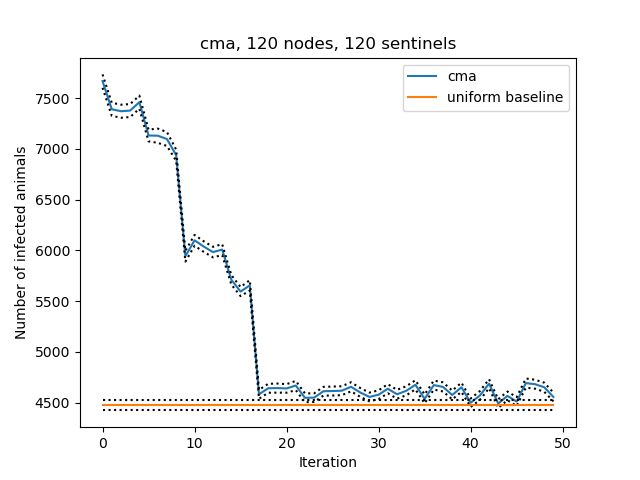 cma, 120 nodes, 120 sentinels
cma
uniform baseline
Number of infected animals
7500
7000
6500
6000
5500
5000
4500
0 10 20 30 40 50
Iteration